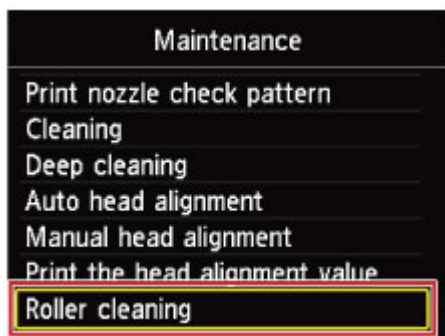 Maintenance
Print nozzle check pattern
Cleaning
Deep cleaning
Auto head alignment
Manual head alignment
Print the head alignment value
Roller cleaning